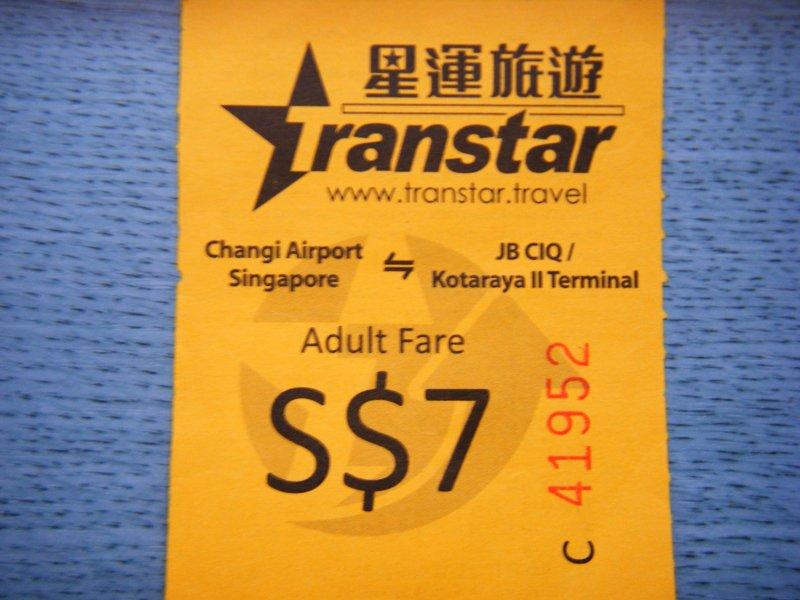 星運旅遊
Transtar
www.transtar.travel
Changi Airport Singapore ⇋ JB CIQ / Kotaraya II Terminal
Adult Fare
S$7
C 41952